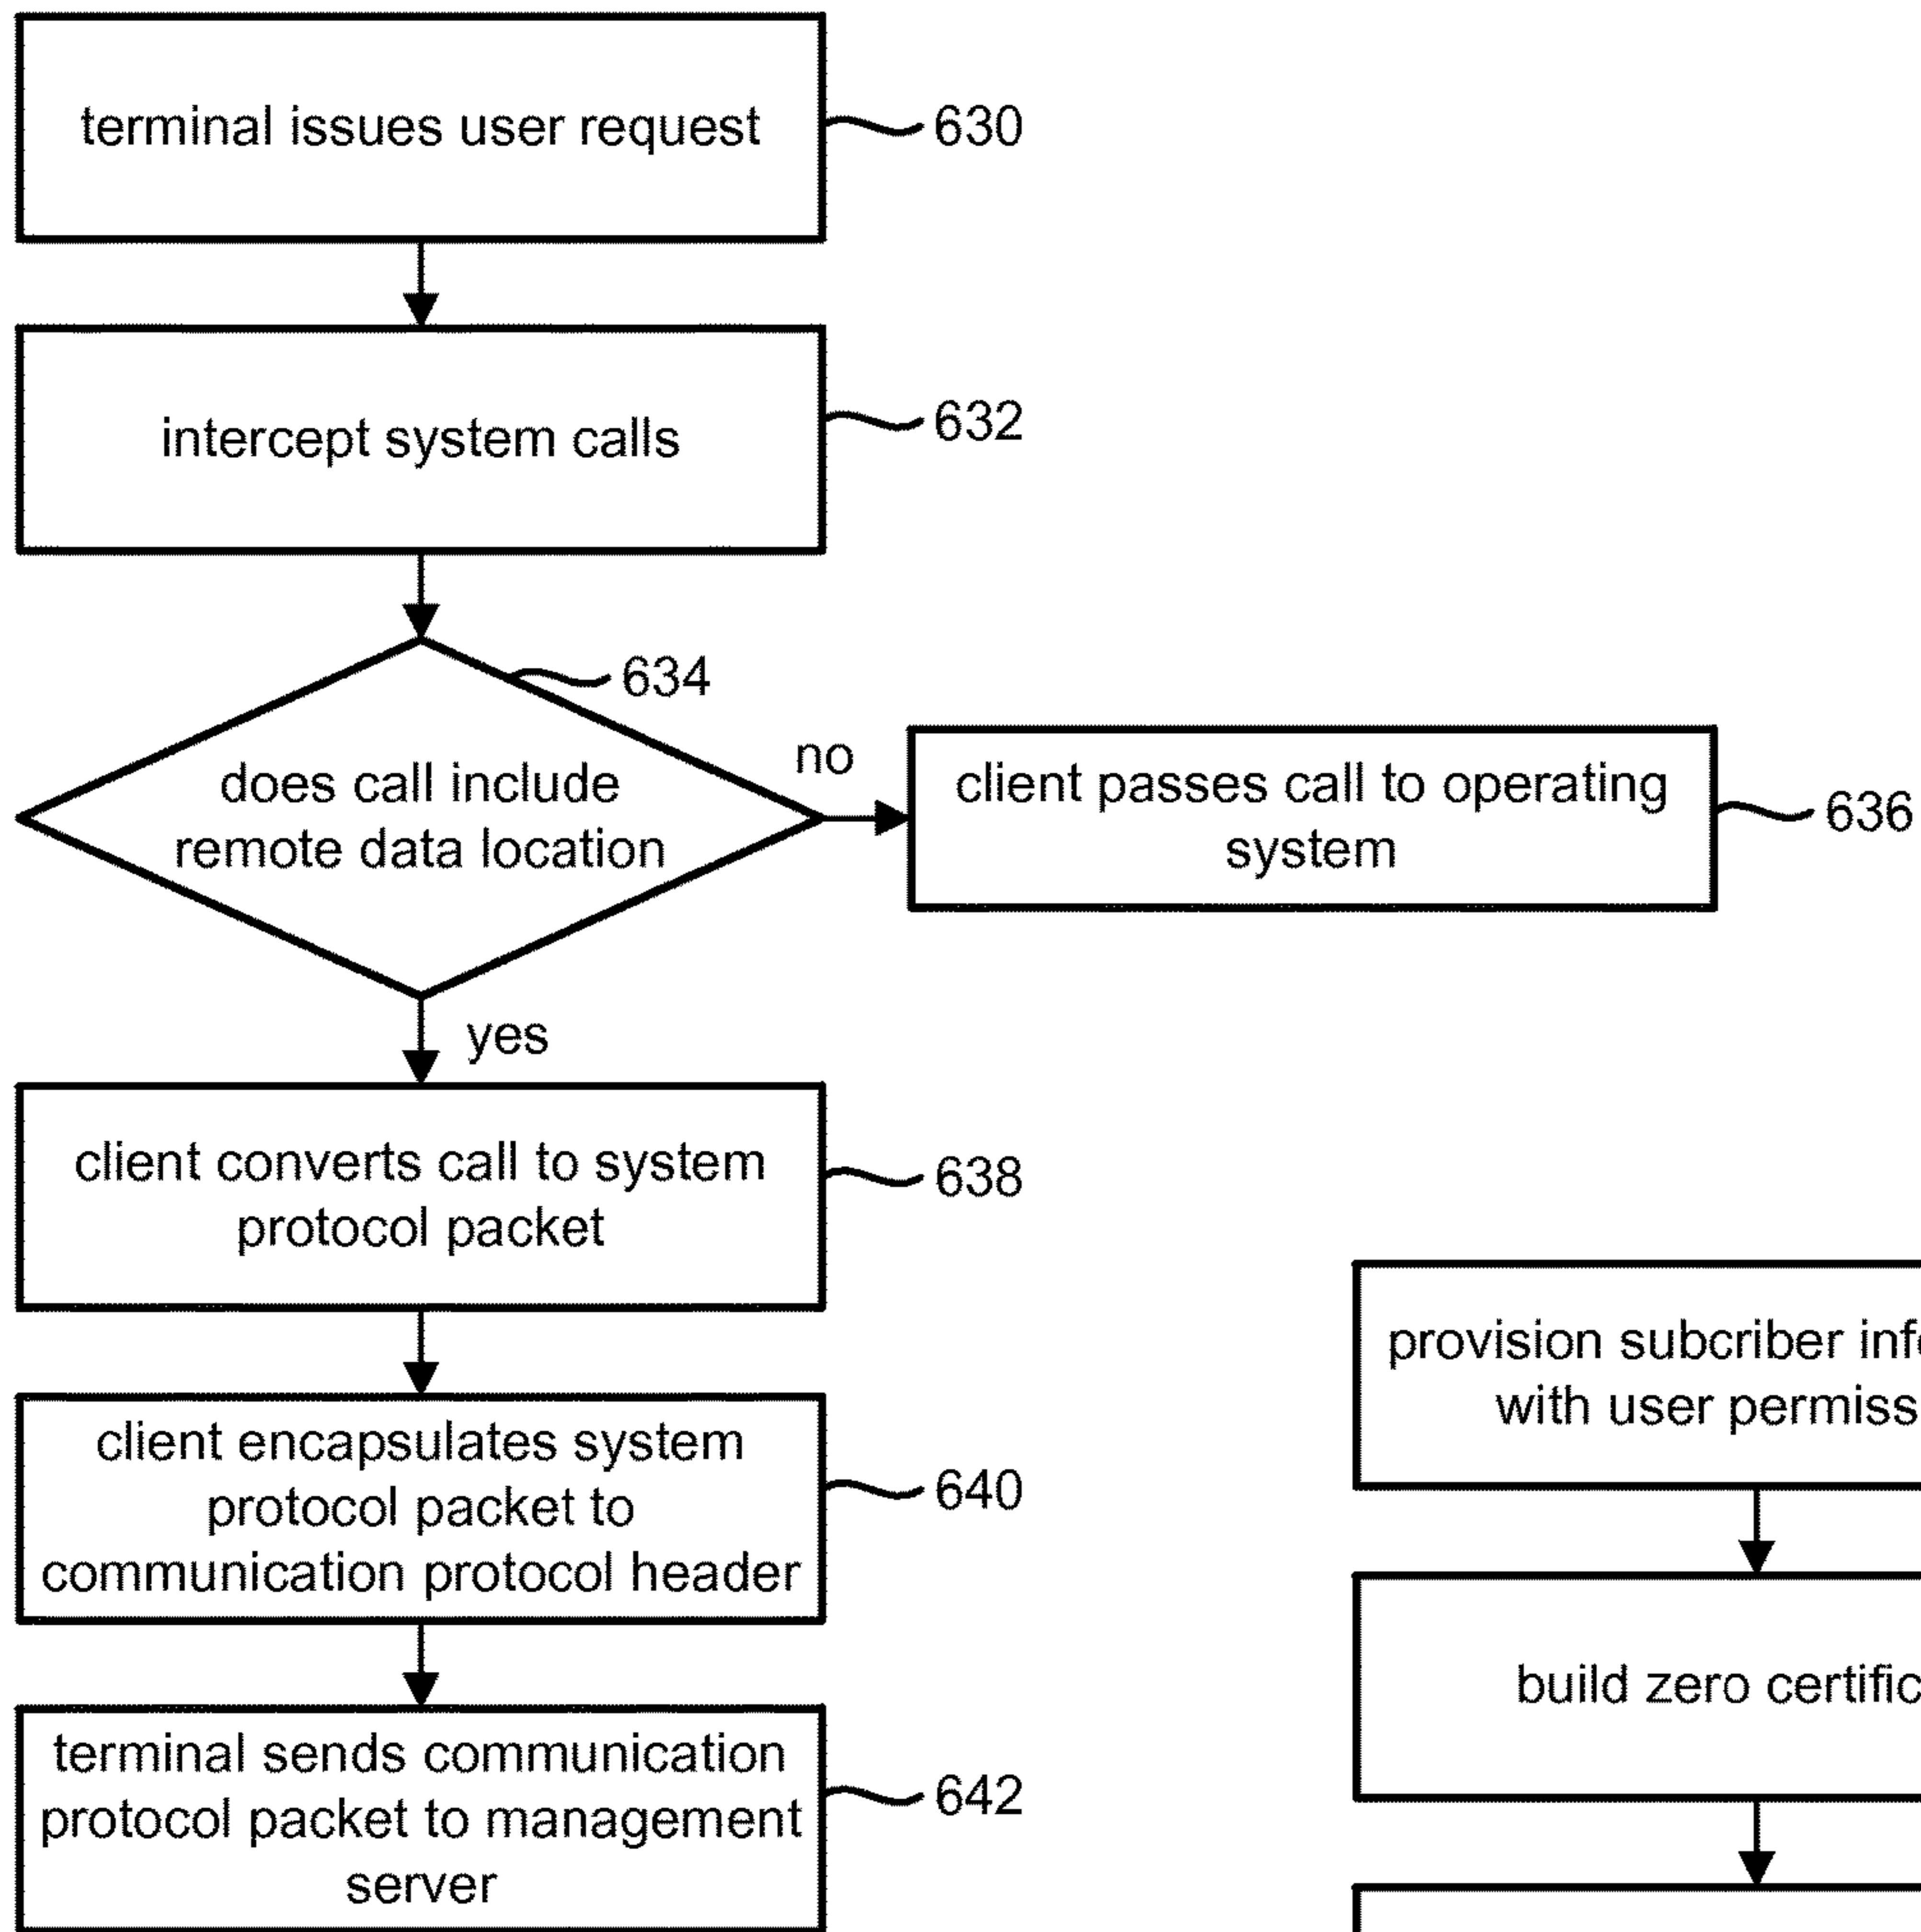 terminal issues user request
630
intercept system calls
632
634
does call include
remote data location
no
client passes call to operating
system
636
yes
client converts call to system
protocol packet
638
client encapsulates system
protocol packet to
communication protocol header
640
terminal sends communication
protocol packet to management
server
642
provision subcriber
with user
build zero